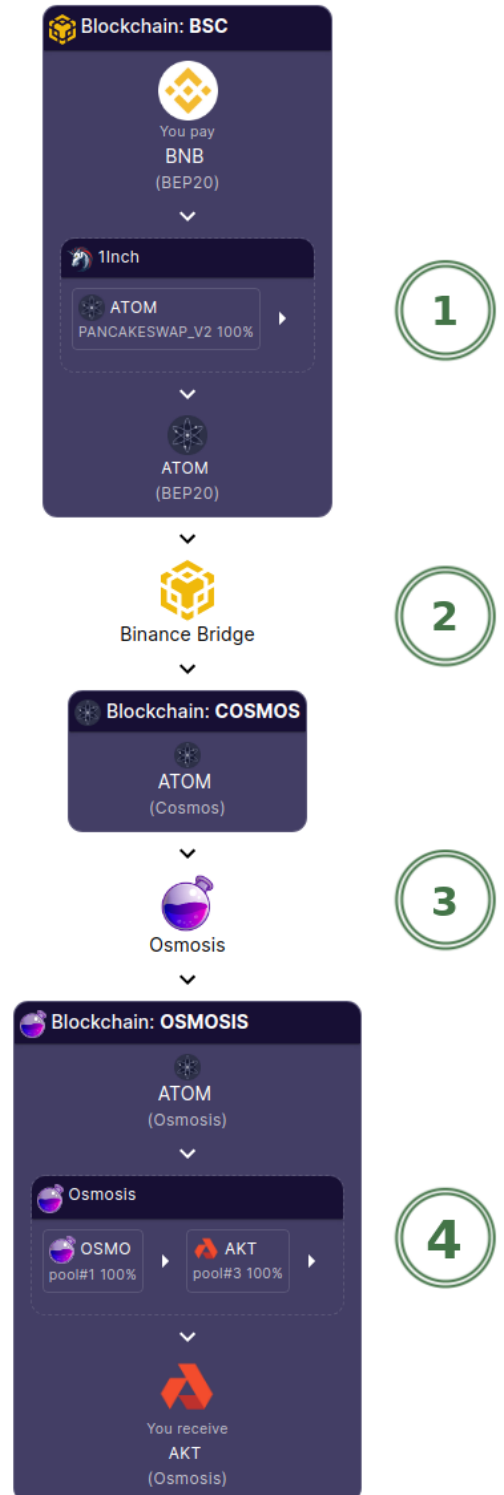 Blockchain: BSC
You pay
BNB
(BEP20)
1Inch
ATOM
PANCAKESWAP_V2 100%
1
ATOM
(BEP20)
Binance Bridge
2
Blockchain: COSMOS
ATOM
(Cosmos)
Osmosis
3
Blockchain: OSMOSIS
ATOM
(Osmosis)
Osmosis
OSMO
pool#1 100%
AKT
pool#3 100%
4
You receive
AKT
(Osmosis)